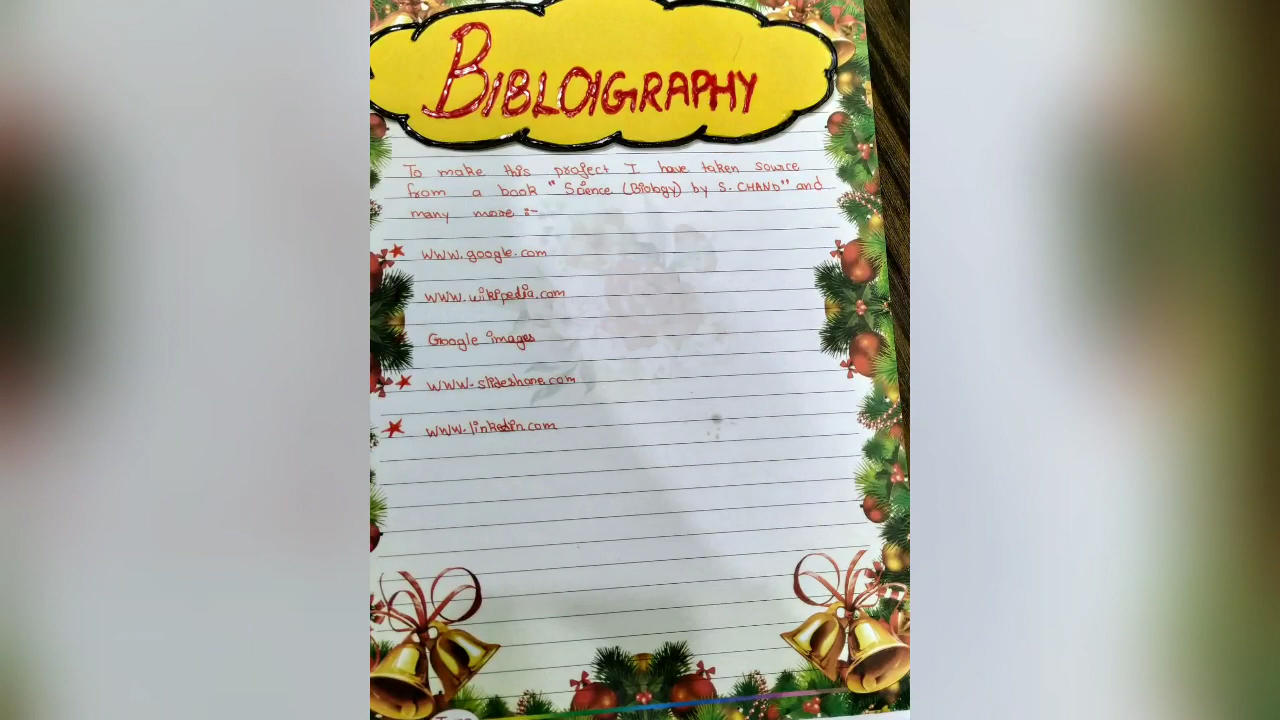 BIBLOIGRAPHY
To make this project I have taken source
from a book "Science (Biology) by S. CHAND" and
many more :-
www.google.com
www.wikipedia.com
Google images
www.slideshare.com
www.linkedin.com